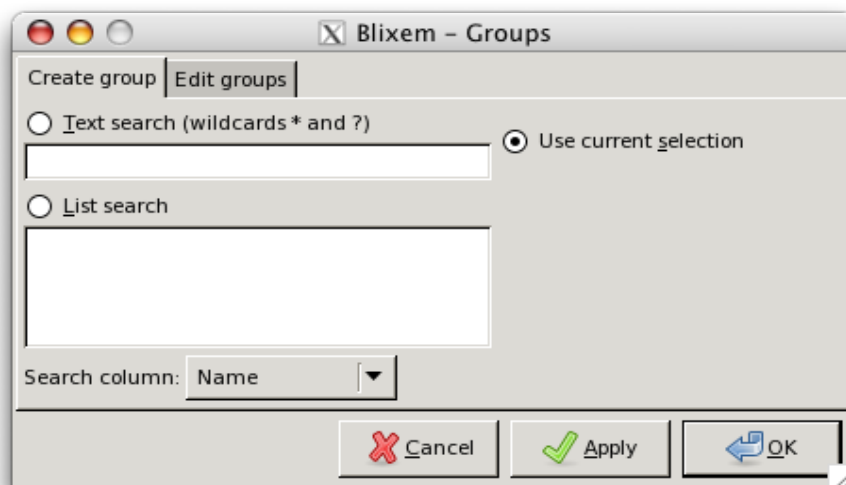 Blixem – Groups
Create group Edit groups
Text search (wildcards * and ?)
Use current selection
List search
Search column: Name
Cancel Apply OK